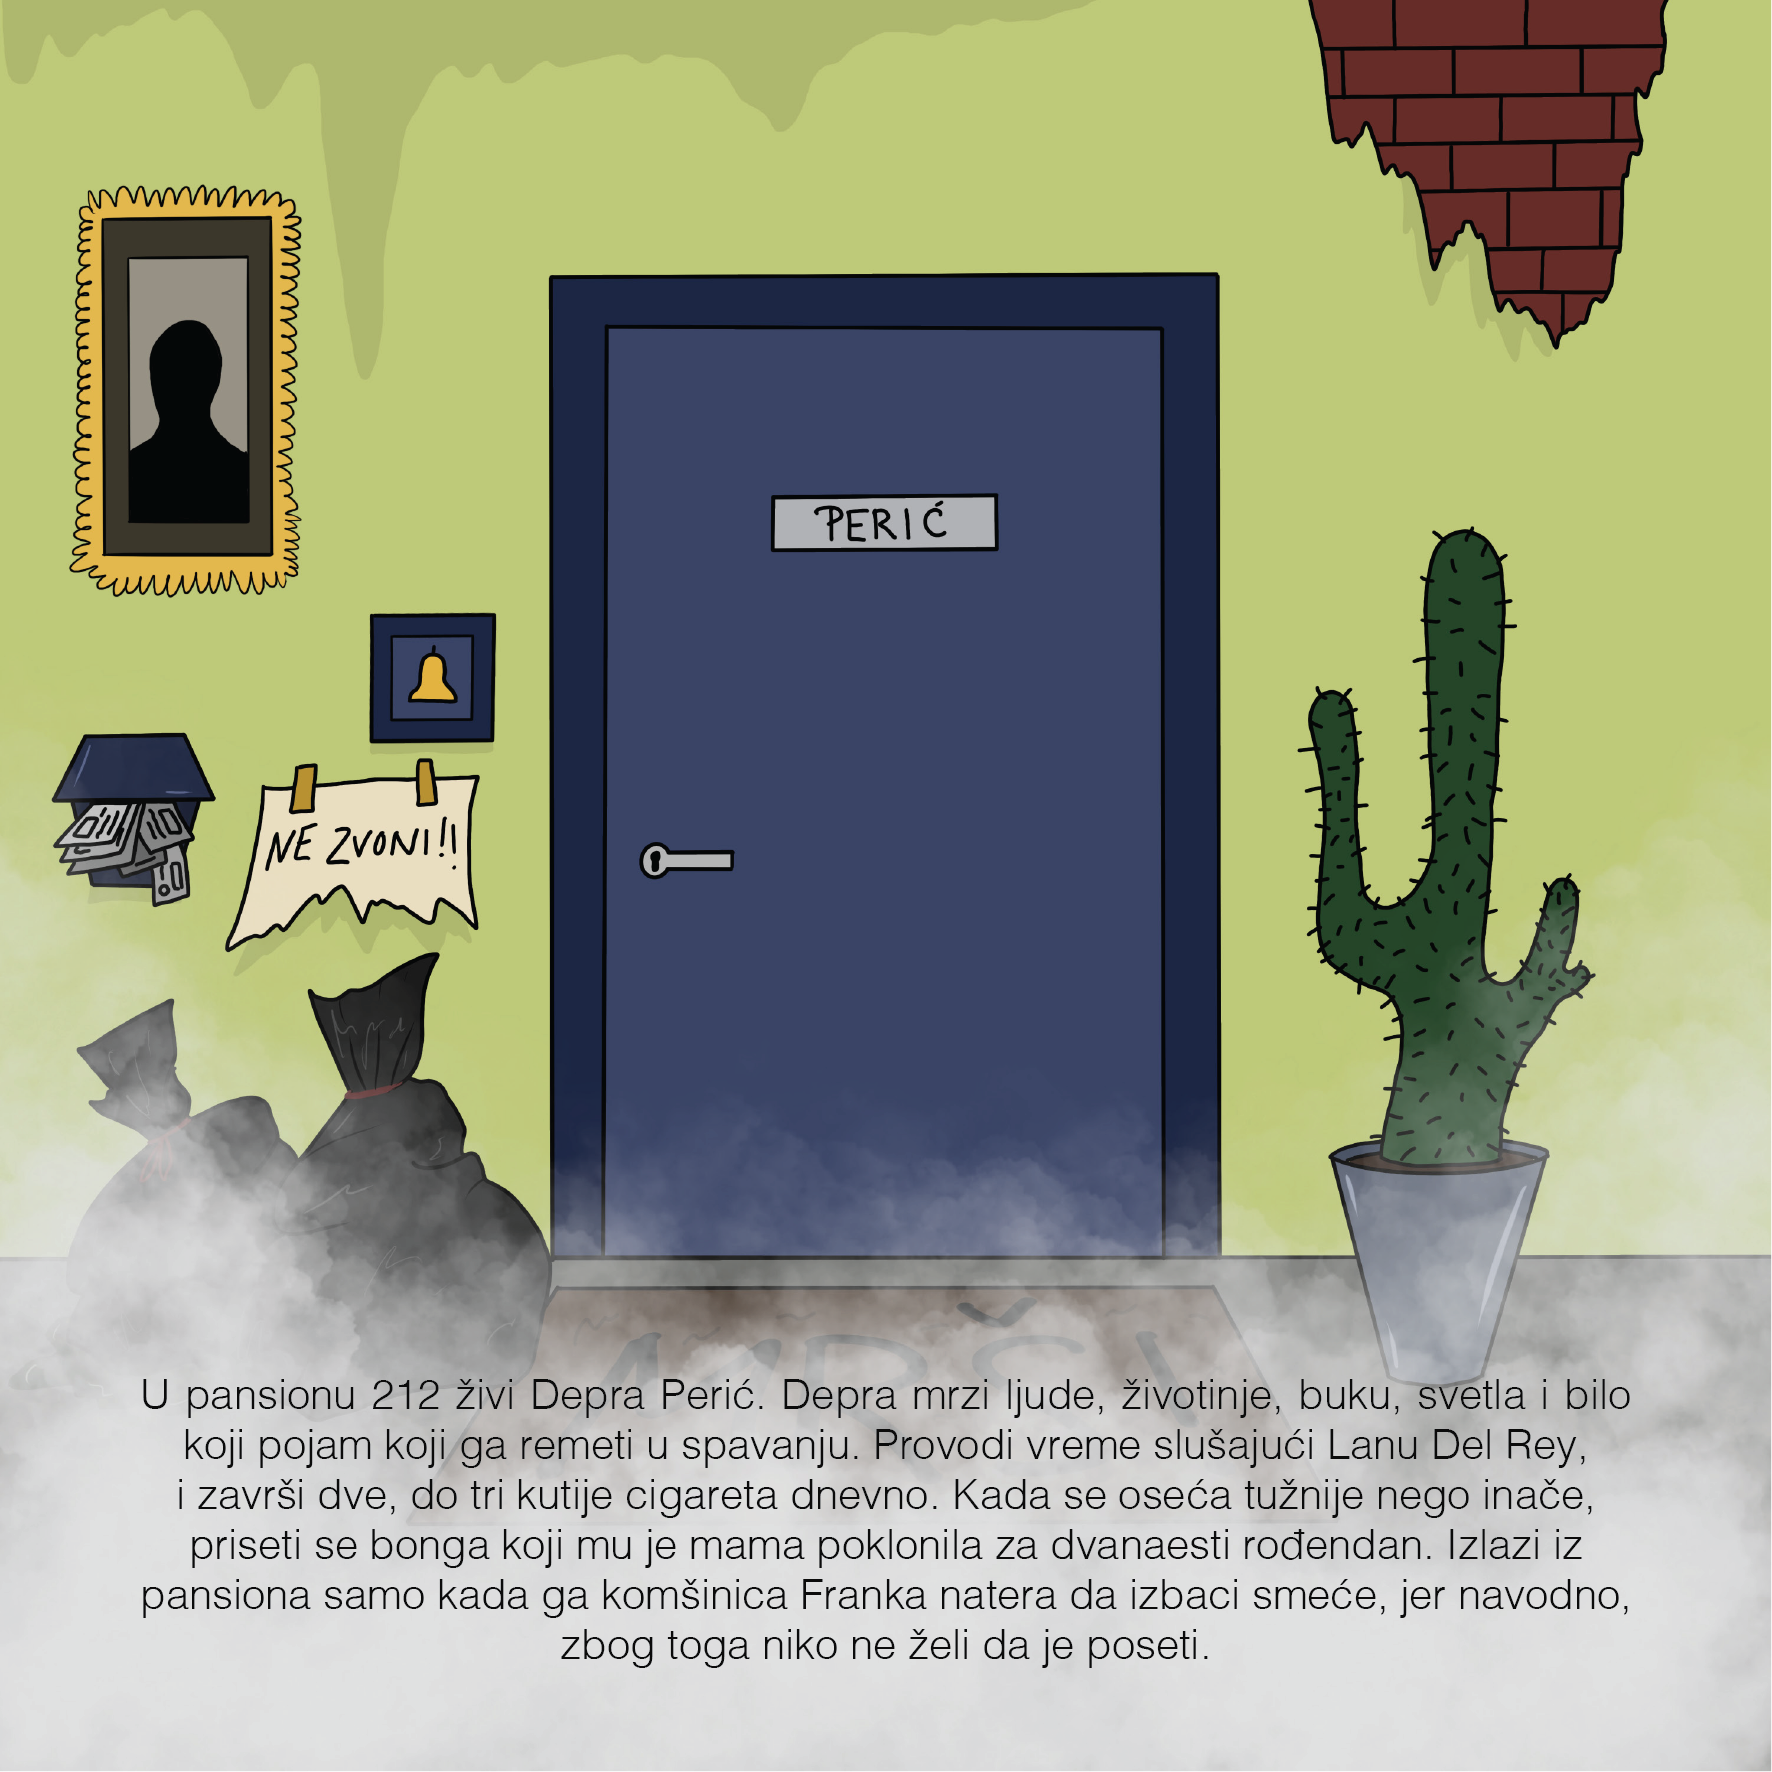 PERIĆ
NE ZVONI!!
MRŠI
U pansionu 212 živi Depra Perić. Depra mrzi ljude, životinje, buku, svetla i bilo
koji pojam koji ga remeti u spavanju. Provodi vreme slušajući Lanu Del Rey,
i završi dve, do tri kutije cigareta dnevno. Kada se oseća tužnije nego inače,
priseti se bonga koji mu je mama poklonila za dvanaesti rođendan. Izlazi iz
pansiona samo kada ga komšinica Franka natera da izbaci smeće, jer navodno,
zbog toga niko ne želi da je poseti.